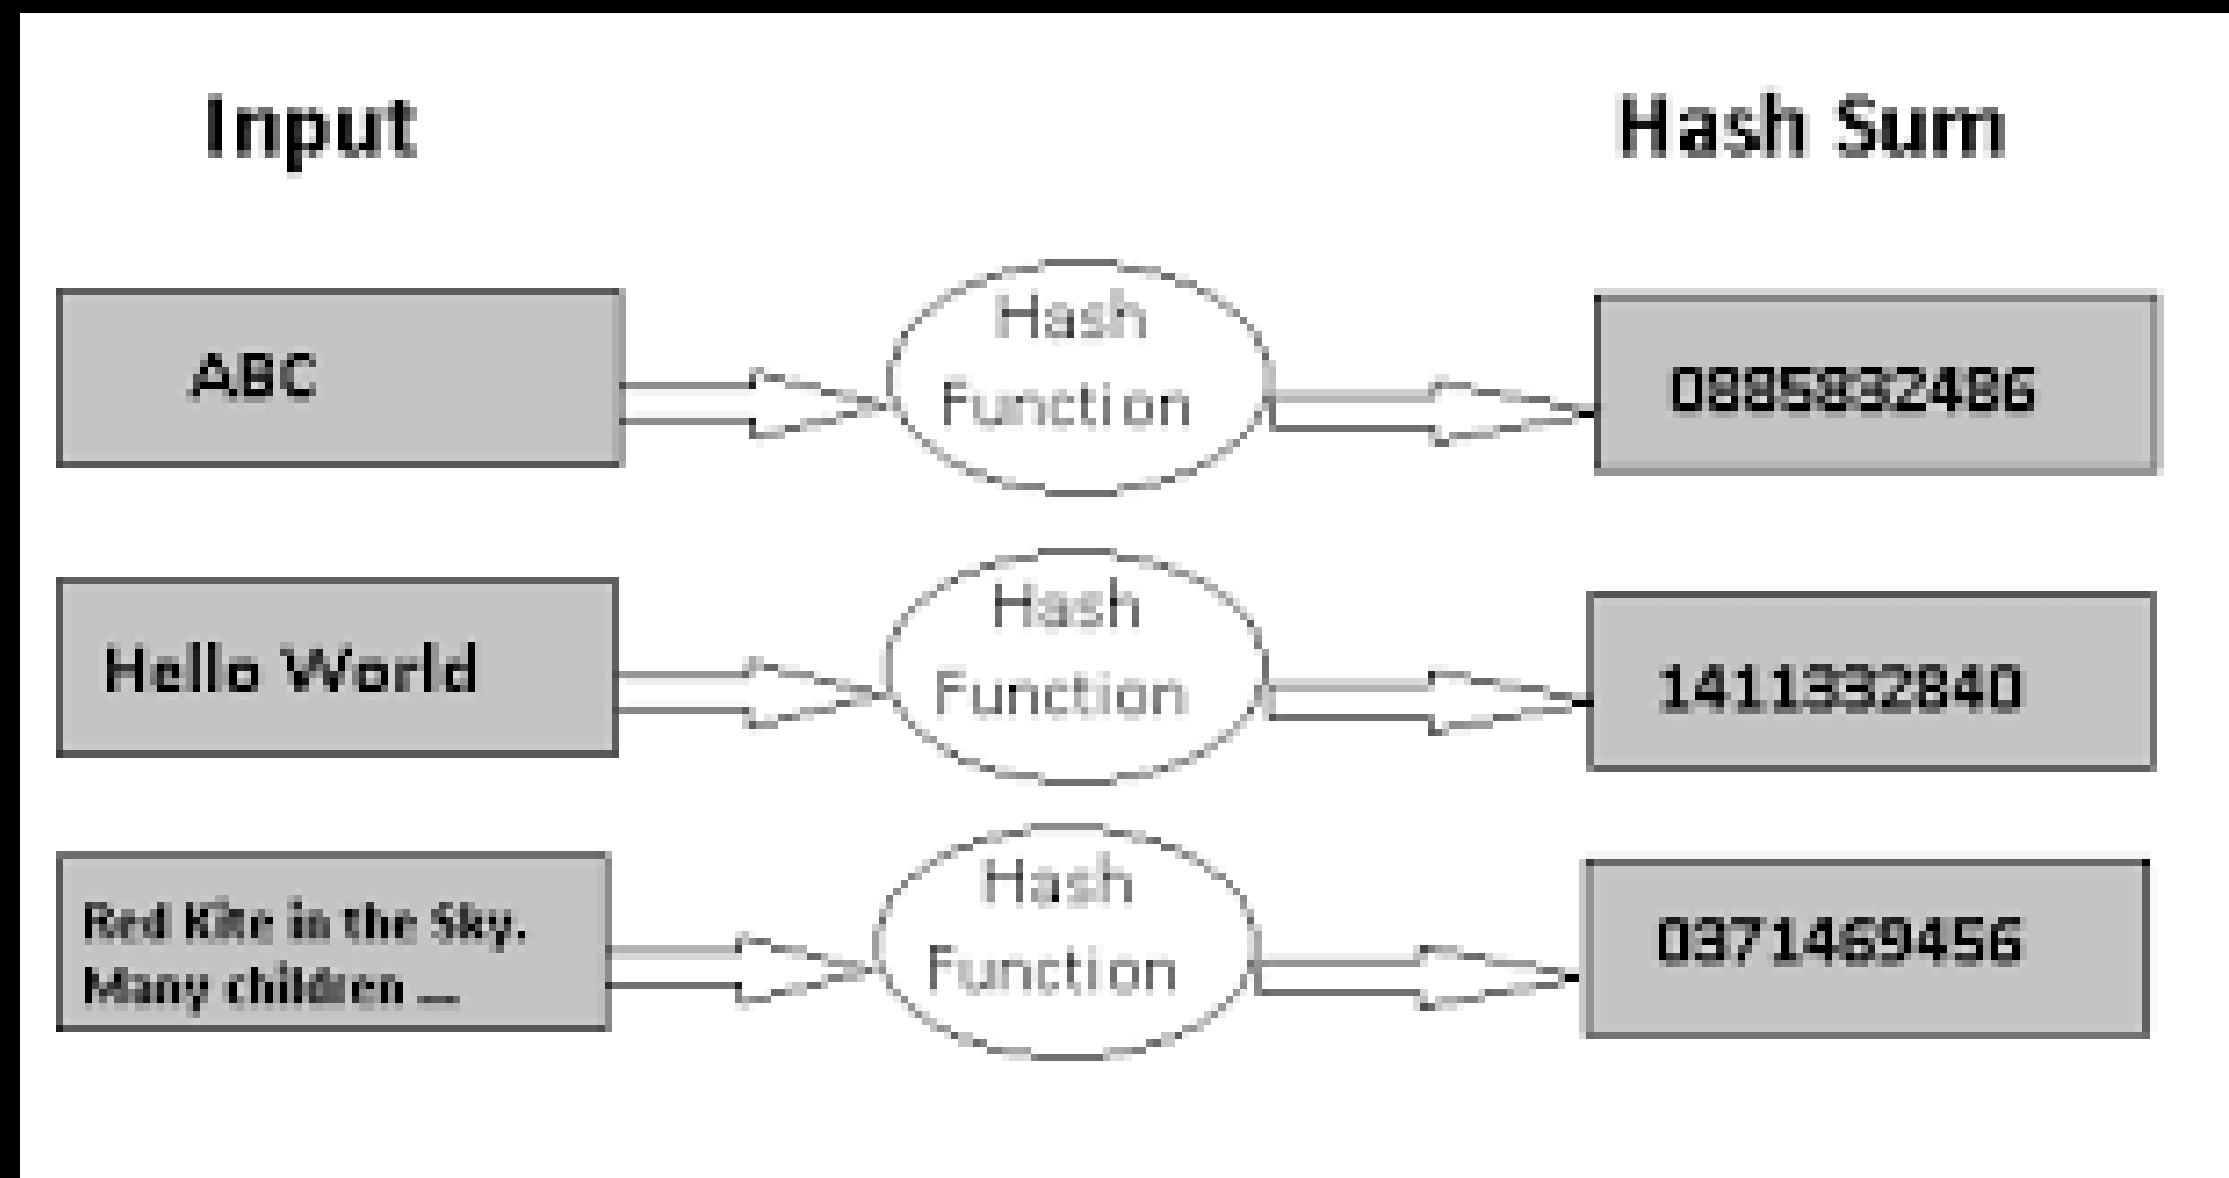 Input
Hash Sum
ABC
Hash
Function
0885832486
Hello World
Hash
Function
1411332840
Red Kite in the Sky.
Many children ...
Hash
Function
0371469456